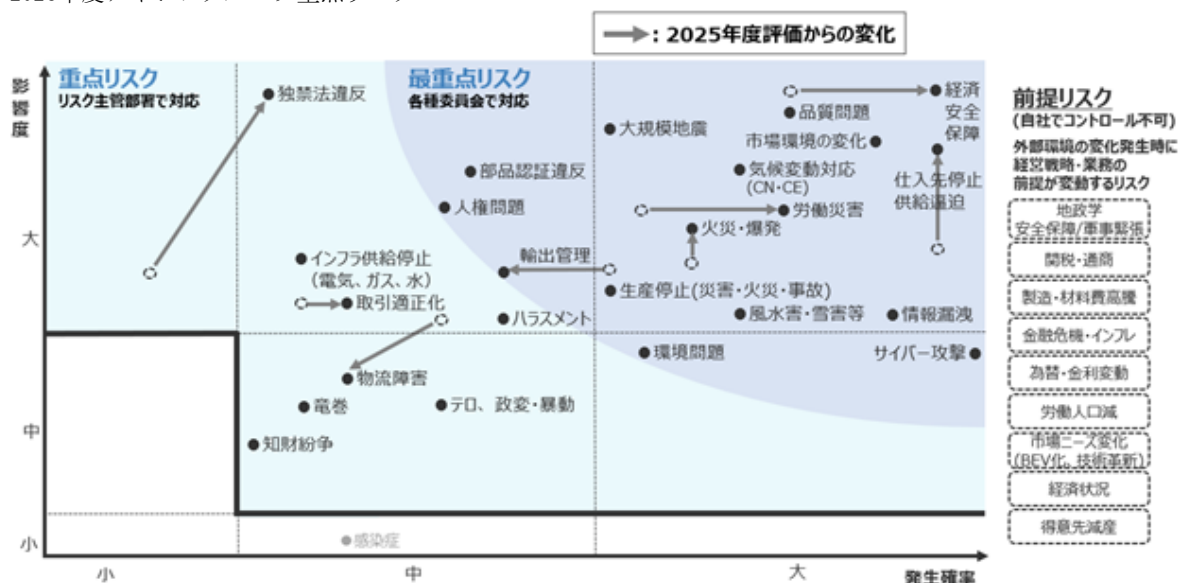 : 2025年度評価からの変化
影響度
重点リスク
リスク主管部署で対応
最重点リスク
各種委員会で対応
独禁法違反
経済安全保障
品質問題
大規模地震
市場環境の変化
部品認証違反
気候変動対応
(CN・CE)
仕入先停止
供給逼迫
人権問題
労働災害
火災・爆発
大
インフラ供給停止
(電気、ガス、水)
輸出管理
取引適正化
生産停止(災害・火災・事故)
ハラスメント
風水害・雪害等
情報漏洩
環境問題
サイバー攻撃
物流障害
竜巻
テロ、政変・暴動
中
知財紛争
小
感染症
小
中
大
発生確率
前提リスク
(自社でコントロール不可)
外部環境の変化発生時に
経営戦略・業務の
前提が変動するリスク
地政学
安全保障/軍事緊張
関税・通商
製造・材料費高騰
金融危機・インフレ
為替・金利変動
労働人口減
市場ニーズ変化
(BEV化、技術革新)
経済状況
得意先減産